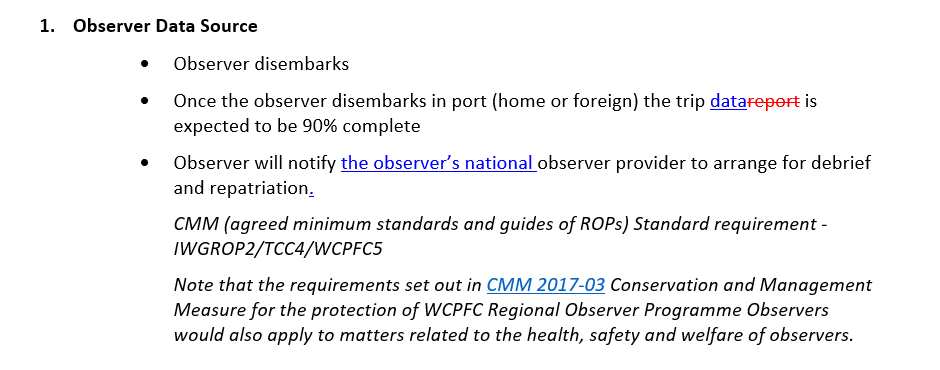 1. Observer Data Source
• Observer disembarks
• Once the observer disembarks in port (home or foreign) the trip datareport is
expected to be 90% complete
• Observer will notify the observer’s national observer provider to arrange for debrief
and repatriation.
CMM (agreed minimum standards and guides of ROPs) Standard requirement -
IWGROP2/TCC4/WCPFC5
Note that the requirements set out in CMM 2017-03 Conservation and Management
Measure for the protection of WCPFC Regional Observer Programme Observers
would also apply to matters related to the health, safety and welfare of observers.